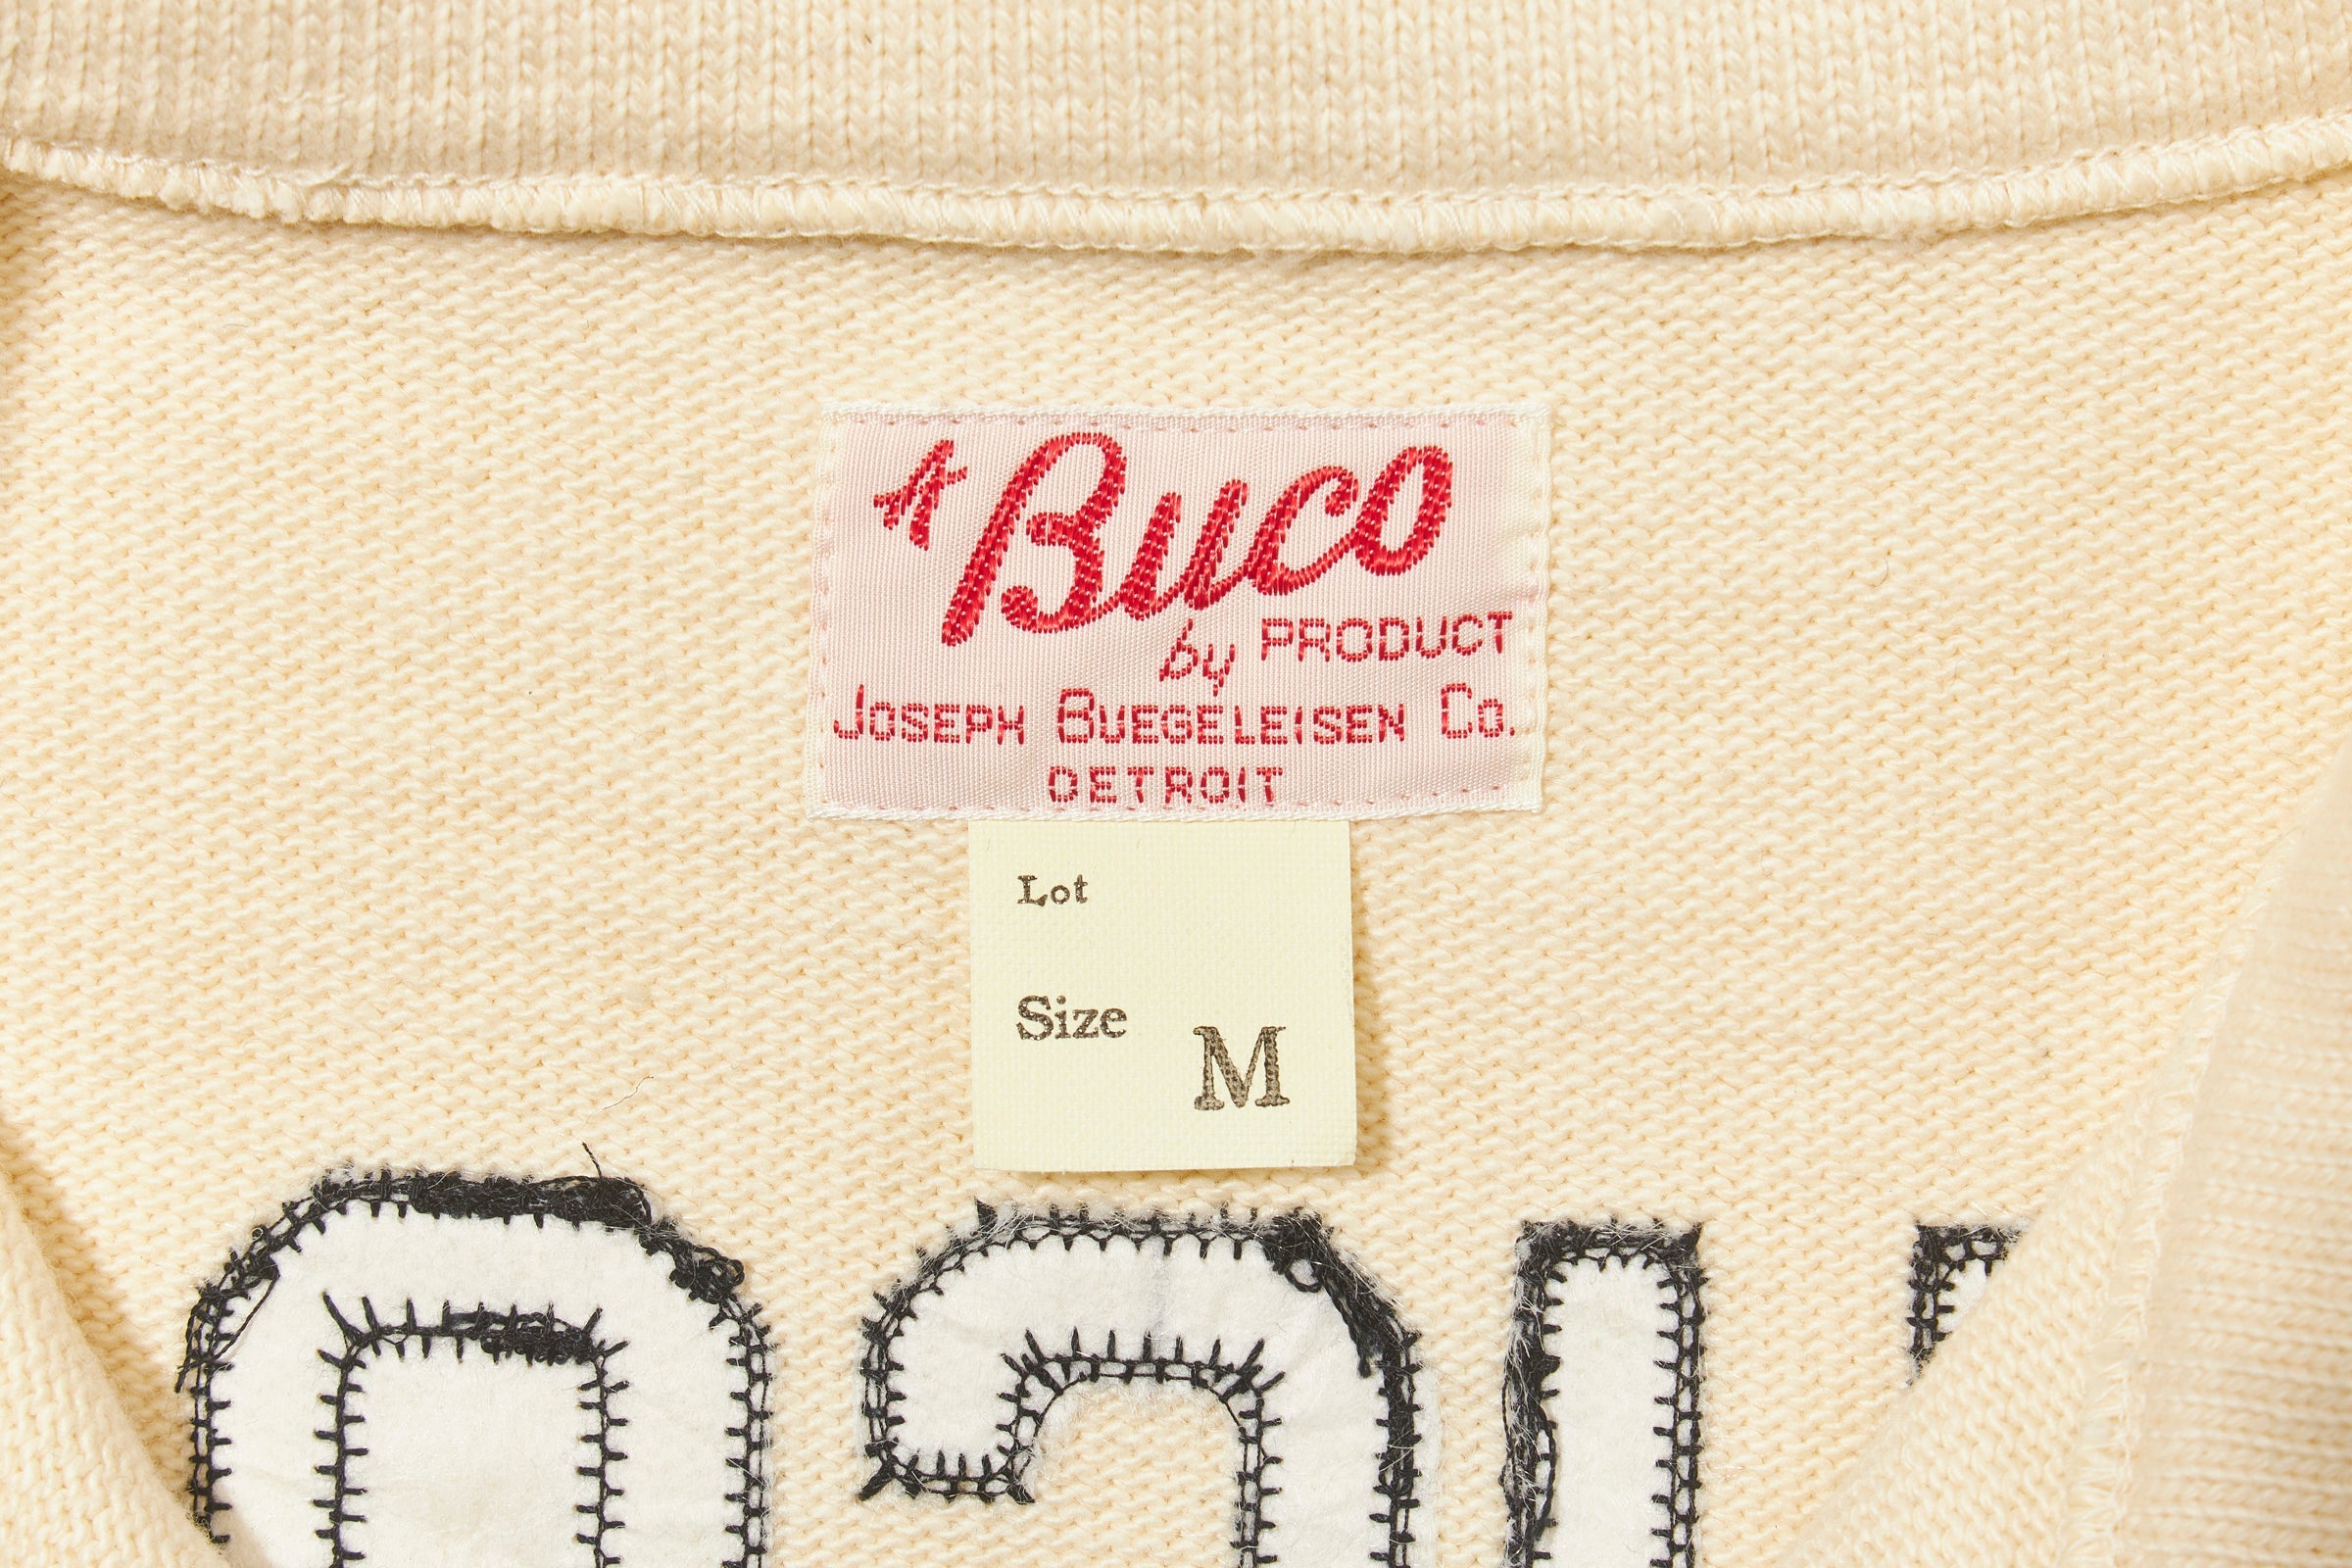 A Buco
by PRODUCT
JOSEPH BUEGELEISEN CO.
DETROIT
Lot
Size M